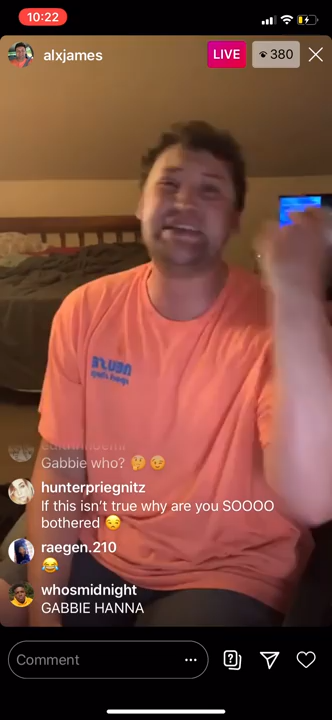 10:22
alxjames
LIVE
380
Gabbie who? 🤔 😉
hunterpriegnitz
If this isn't true why are you SOOOO
bothered 😒
raegen.210
😂
whosmidnight
GABBIE HANNA
Comment